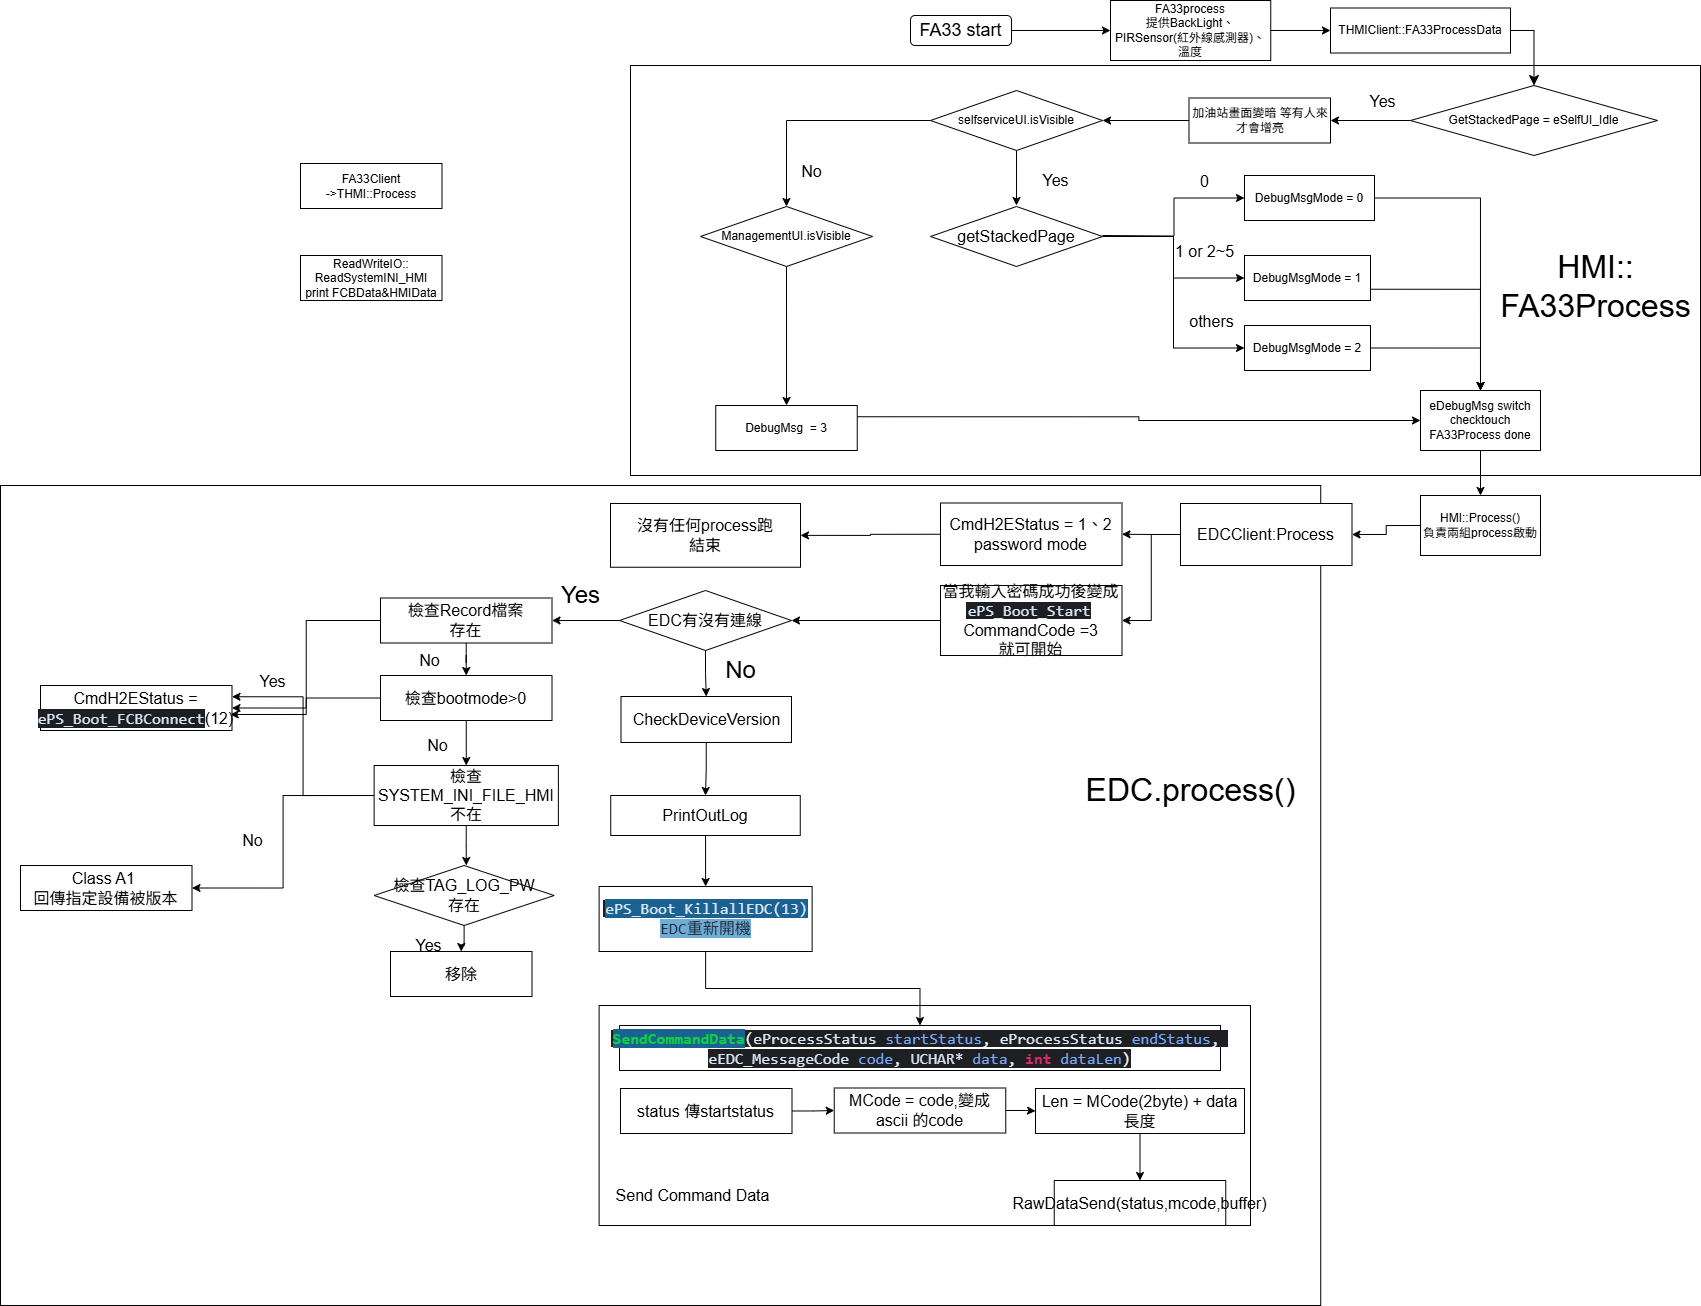 FA33 start
FA33process
提供BackLight、
PIRSensor(紅外線感測器)、
溫度
THMIClient::FA33ProcessData
GetStackedPage = eSelfUI_Idle
Yes
加油站畫面變暗 等有人來
才會增亮
selfserviceUI.isVisible
No
Yes
ManagementUI.isVisible
getStackedPage
0
DebugMsgMode = 0
1 or 2~5
DebugMsgMode = 1
others
DebugMsgMode = 2
HMI::
FA33Process
DebugMsg  = 3
eDebugMsg switch
checktouch
FA33Process done
FA33Client
->THMI::Process
ReadWriteIO::
ReadSystemINI_HMI
print FCBData&HMIData
HMI::Process()
負責兩組process啟動
EDCClient:Process
CmdH2EStatus = 1、2
password mode
沒有任何process跑
結束
當我輸入密碼成功後變成
ePS_Boot_Start
CommandCode =3
就可開始
EDC有沒有連線
Yes
No
檢查Record檔案
存在
No
檢查bootmode>0
Yes
CmdH2EStatus =
ePS_Boot_FCBConnect(12)
No
檢查
SYSTEM_INI_FILE_HMI
不在
No
Class A1
回傳指定設備被版本
檢查TAG_LOG_PW
存在
Yes
移除
CheckDeviceVersion
PrintOutLog
ePS_Boot_KillallEDC(13)
EDC重新開機
EDC.process()
SendCommandData(eProcessStatus startStatus, eProcessStatus endStatus,
eEDC_MessageCode code, UCHAR* data, int dataLen)
status 傳startstatus
MCode = code,變成
ascii 的code
Len = MCode(2byte) + data
長度
RawDataSend(status,mcode,buffer)
Send Command Data